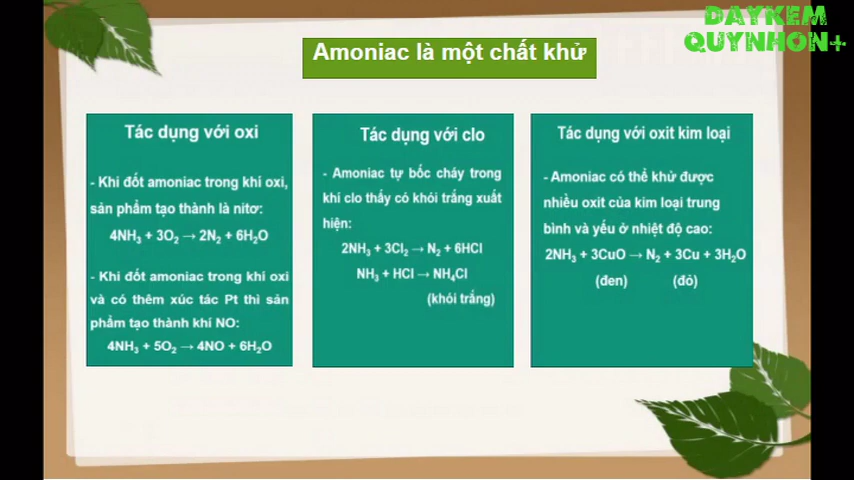 DAYKEM
QUYNHON+
Amoniac là một chất khử
Tác dụng với oxi
- Khi đốt amoniac trong khí oxi,
sản phẩm tạo thành là nitơ:
4NH₃ + 3O₂ → 2N₂ + 6H₂O
- Khi đốt amoniac trong khí oxi
và có thêm xúc tác Pt thì sản
phẩm tạo thành khí NO:
4NH₃ + 5O₂ → 4NO + 6H₂O
Tác dụng với clo
- Amoniac tự bốc cháy trong
khí clo thấy có khói trắng xuất
hiện:
2NH₃ + 3Cl₂ → N₂ + 6HCl
NH₃ + HCl → NH₄Cl
(khói trắng)
Tác dụng với oxit kim loại
- Amoniac có thể khử được
nhiều oxit của kim loại trung
bình và yếu ở nhiệt độ cao:
2NH₃ + 3CuO → N₂ + 3Cu + 3H₂O
(đen) (đỏ)